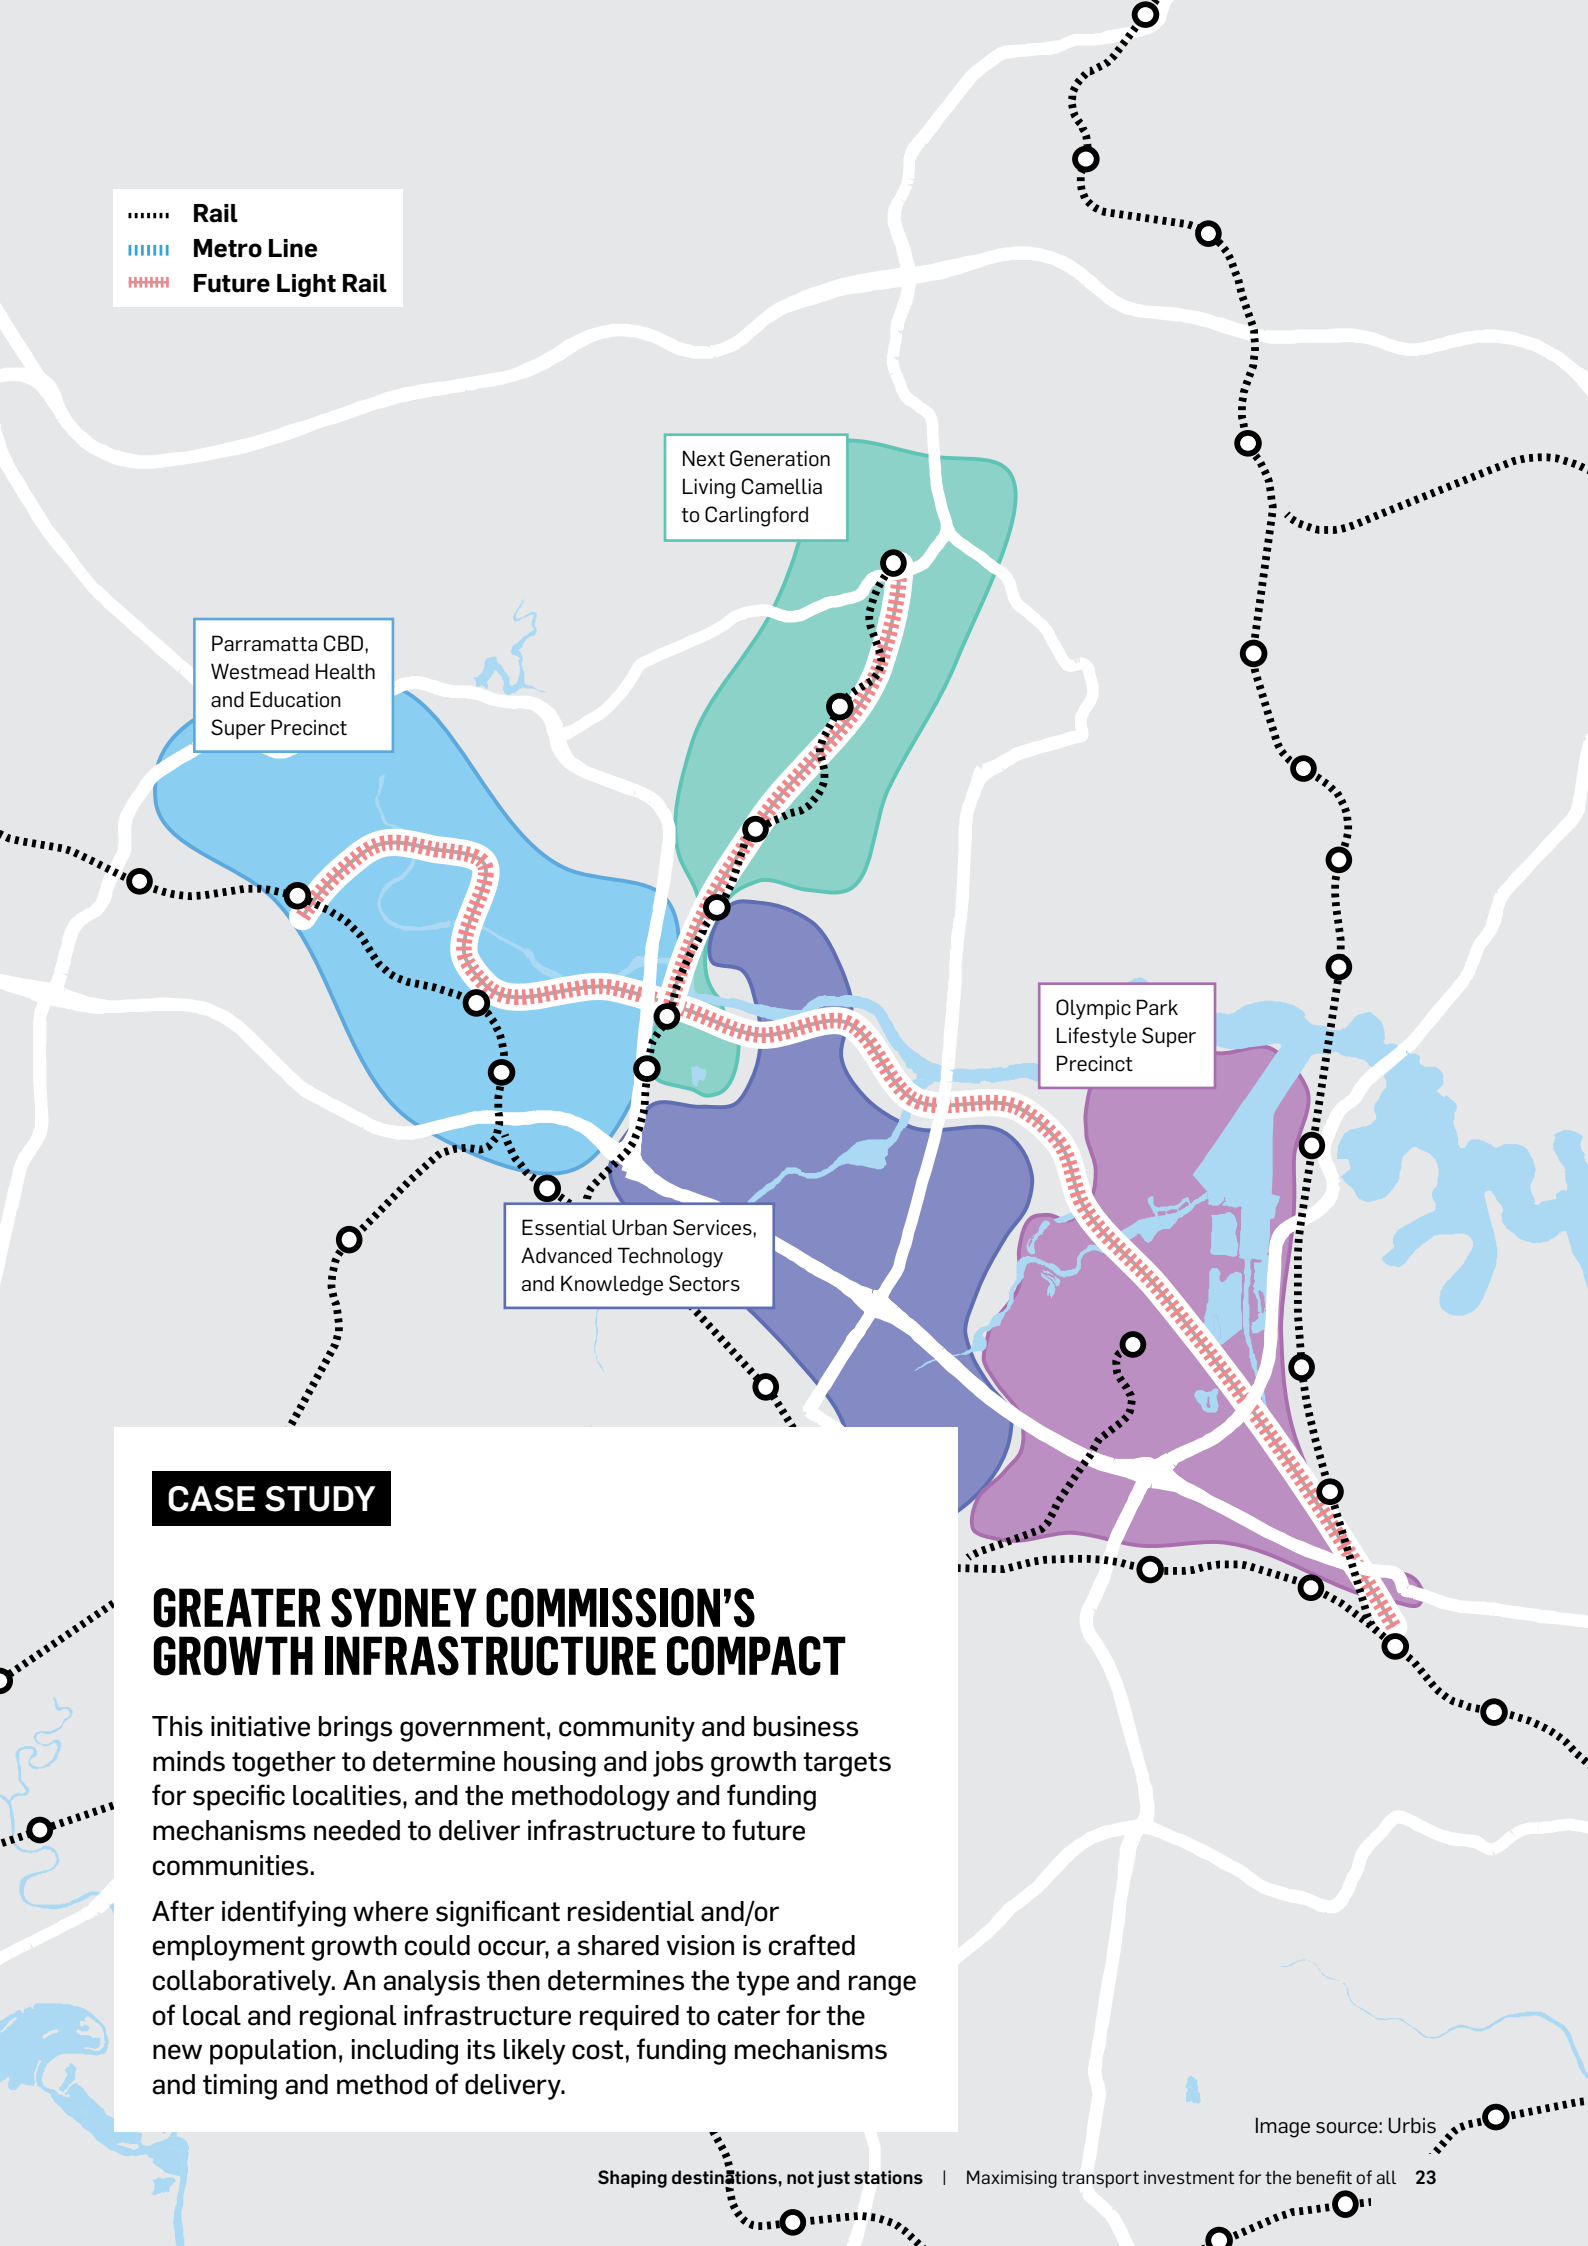 Rail
Metro Line
Future Light Rail
Next Generation
Living Camellia
to Carlingford
Parramatta CBD,
Westmead Health
and Education
Super Precinct
Olympic Park
Lifestyle Super
Precinct
Essential Urban Services,
Advanced Technology
and Knowledge Sectors
CASE STUDY
GREATER SYDNEY COMMISSION’S
GROWTH INFRASTRUCTURE COMPACT
This initiative brings government, community and business
minds together to determine housing and jobs growth targets
for specific localities, and the methodology and funding
mechanisms needed to deliver infrastructure to future
communities.
After identifying where significant residential and/or
employment growth could occur, a shared vision is crafted
collaboratively. An analysis then determines the type and range
of local and regional infrastructure required to cater for the
new population, including its likely cost, funding mechanisms
and timing and method of delivery.
Image source: Urbis
Shaping destinations, not just stations | Maximising transport investment for the benefit of all 23